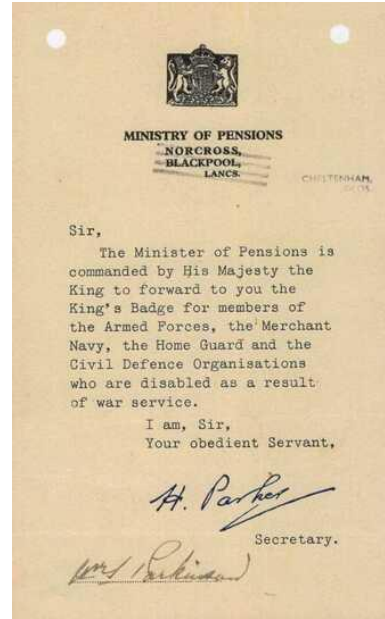 MINISTRY OF PENSIONS
NORCROSS,
BLACKPOOL,
LANCS.
CHELTENHAM,
Sir,
The Minister of Pensions is
commanded by His Majesty the
King to forward to you the
King's Badge for members of
the Armed Forces, the Merchant
Navy, the Home Guard and the
Civil Defence Organisations
who are disabled as a result
of war service.
I am, Sir,
Your obedient Servant,
H. Parker
Secretary.
Parkinson